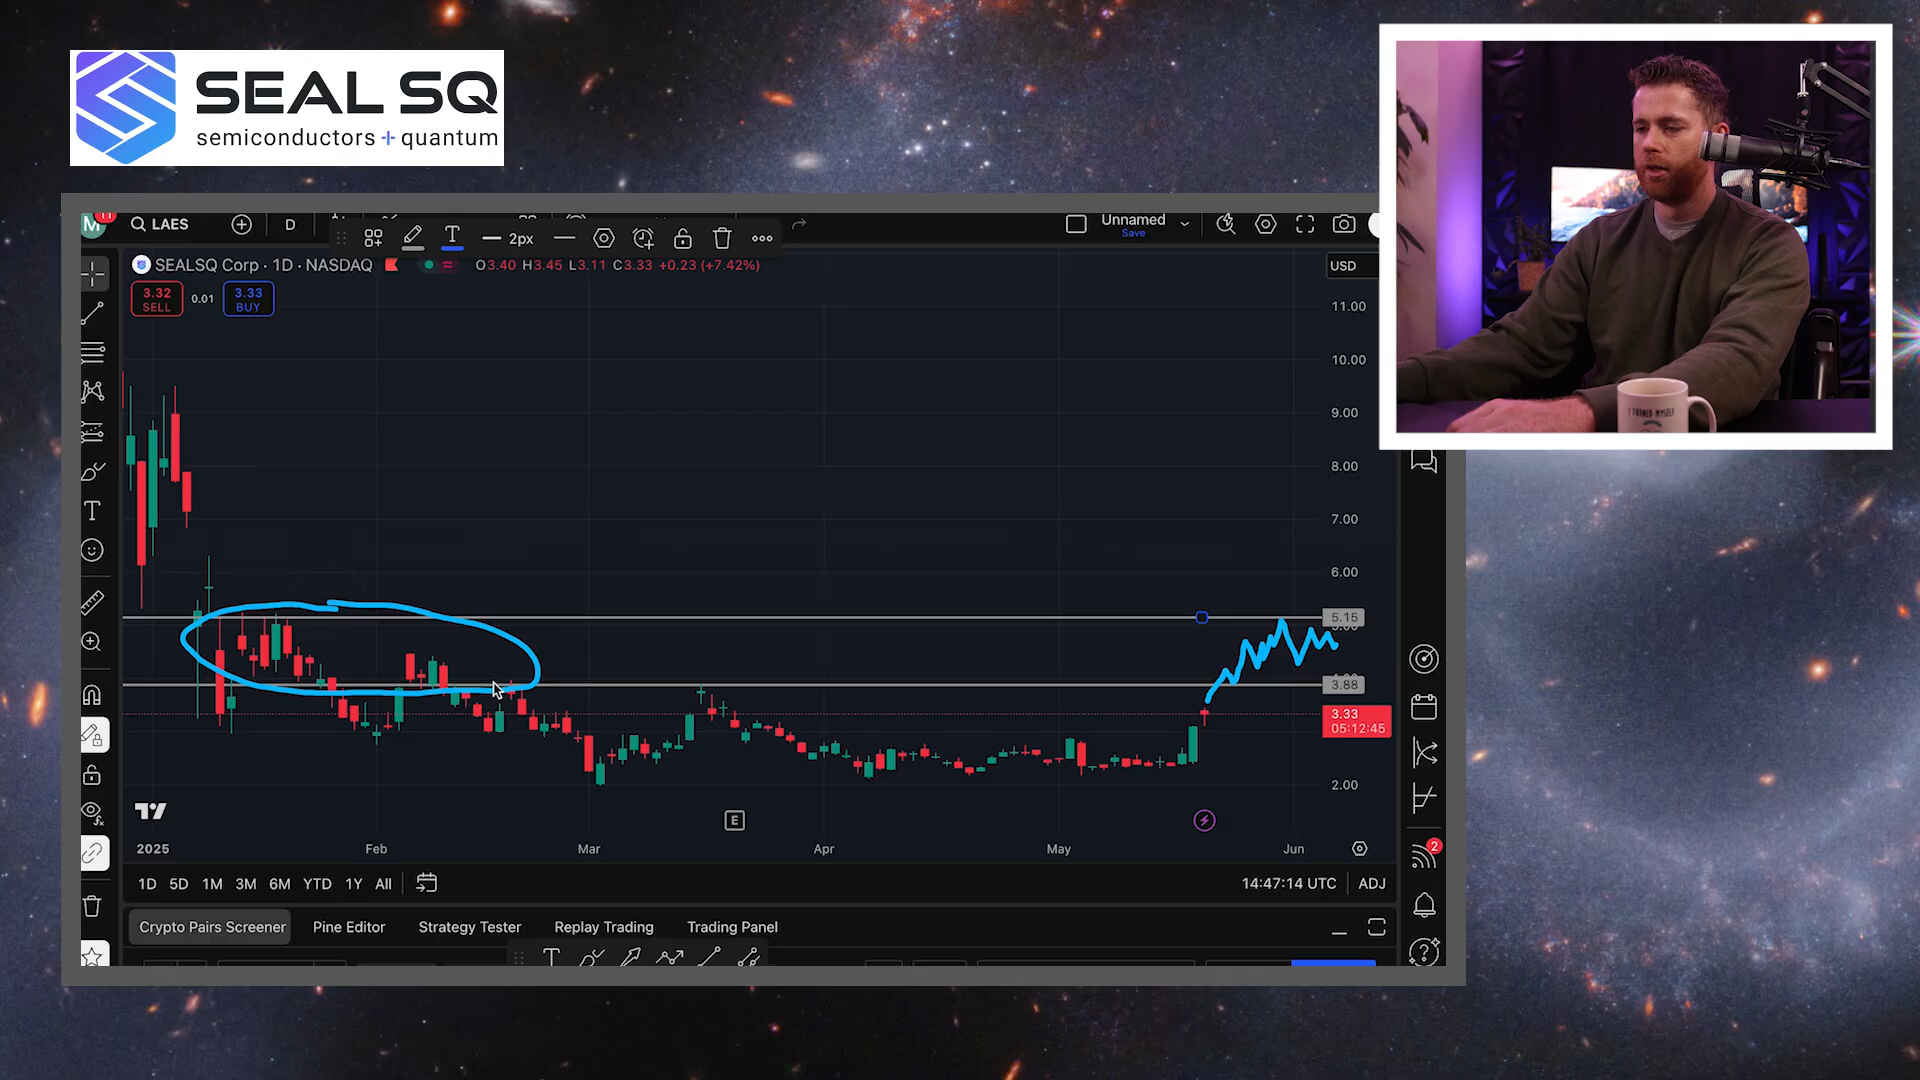 SEAL SQ
semiconductors + quantum
M 11 LAES D
Unnamed
Save
2px
SEALSQ Corp · 1D · NASDAQ O3.40 H3.45 L3.11 C3.33 +0.23 (+7.42%)
USD
3.32
SELL
0.01
3.33
BUY
11.00
10.00
9.00
8.00
7.00
6.00
5.15
3.88
3.33
05:12:45
2.00
E
2025 Feb Mar Apr May Jun
1D 5D 1M 3M 6M YTD 1Y All
14:47:14 UTC ADJ
2
Crypto Pairs Screener Pine Editor Strategy Tester Replay Trading Trading Panel
I TURNED MYSELF